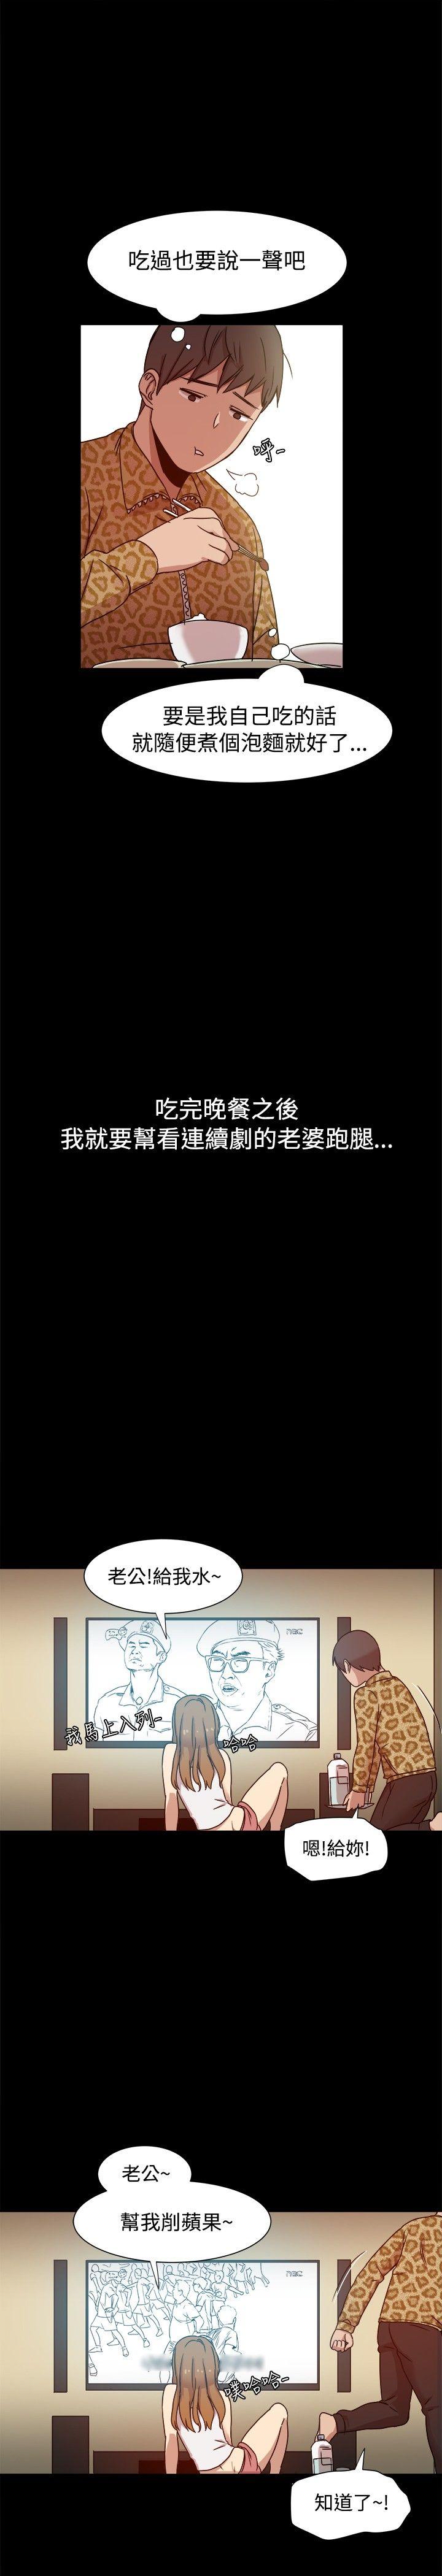 吃過也要說一聲吧
呼~
要是我自己吃的話
就隨便煮個泡麵就好了...
吃完晚餐之後
我就要幫看連續劇的老婆跑腿...
老公!給我水~
我馬上入列~
哈哈
嗯!給妳!
老公~
幫我削蘋果~
噗哈哈~
知道了~!